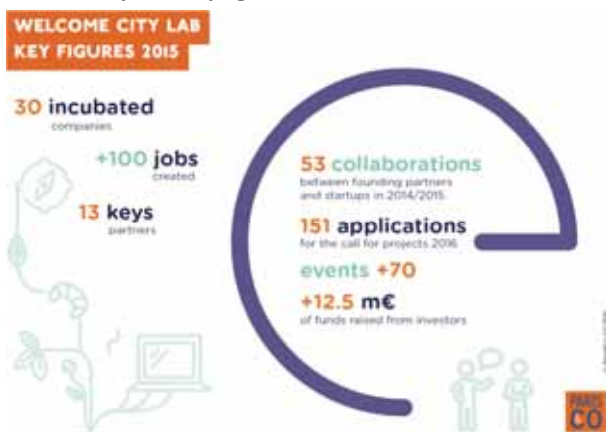 WELCOME CITY LAB
KEY FIGURES 2015
30 incubated
companies
+100 jobs
created
13 keys
partners
53 collaborations
between founding partners
and startups in 2014/2015
151 applications
for the call for projects 2016
events +70
+12.5 m€
of funds raised from investors
PARIS
&CO